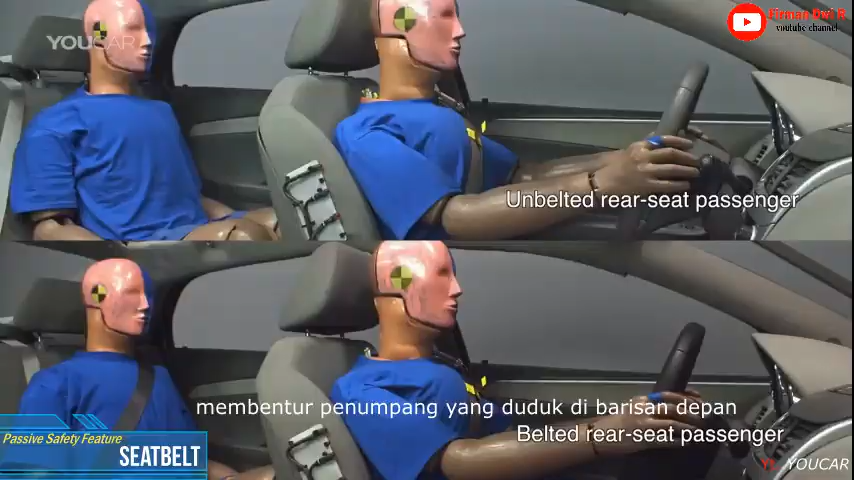 YOUCAR
Firman Dwi R
youtube channel
Unbelted rear-seat passenger
membentur penumpang yang duduk di barisan depan
Belted rear-seat passenger
Passive Safety Feature
SEATBELT
YT. YOUCAR